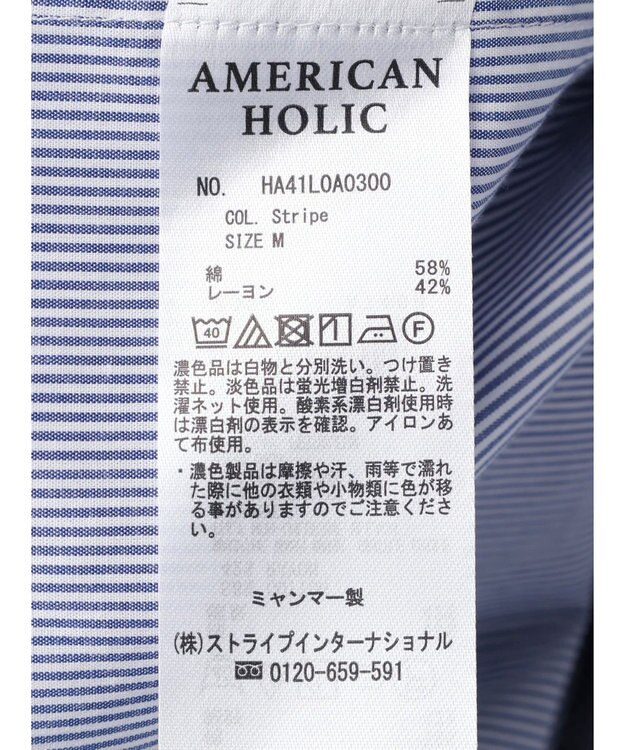 AMERICAN
HOLIC
NO. HA41L0A0300
COL. Stripe
SIZE M
綿 58%
レーヨン 42%
40 F
濃色品は白物と分別洗い。つけ置き
禁止。淡色品は蛍光増白剤禁止。洗
濯ネット使用。酸素系漂白剤使用時
は漂白剤の表示を確認。アイロンあ
て布使用。
・濃色製品は摩擦や汗、雨等で濡れ
た際に他の衣類や小物類に色が移
る事がありますのでご注意くださ
い。
ミャンマー製
(株)ストライプインターナショナル
0120-659-591